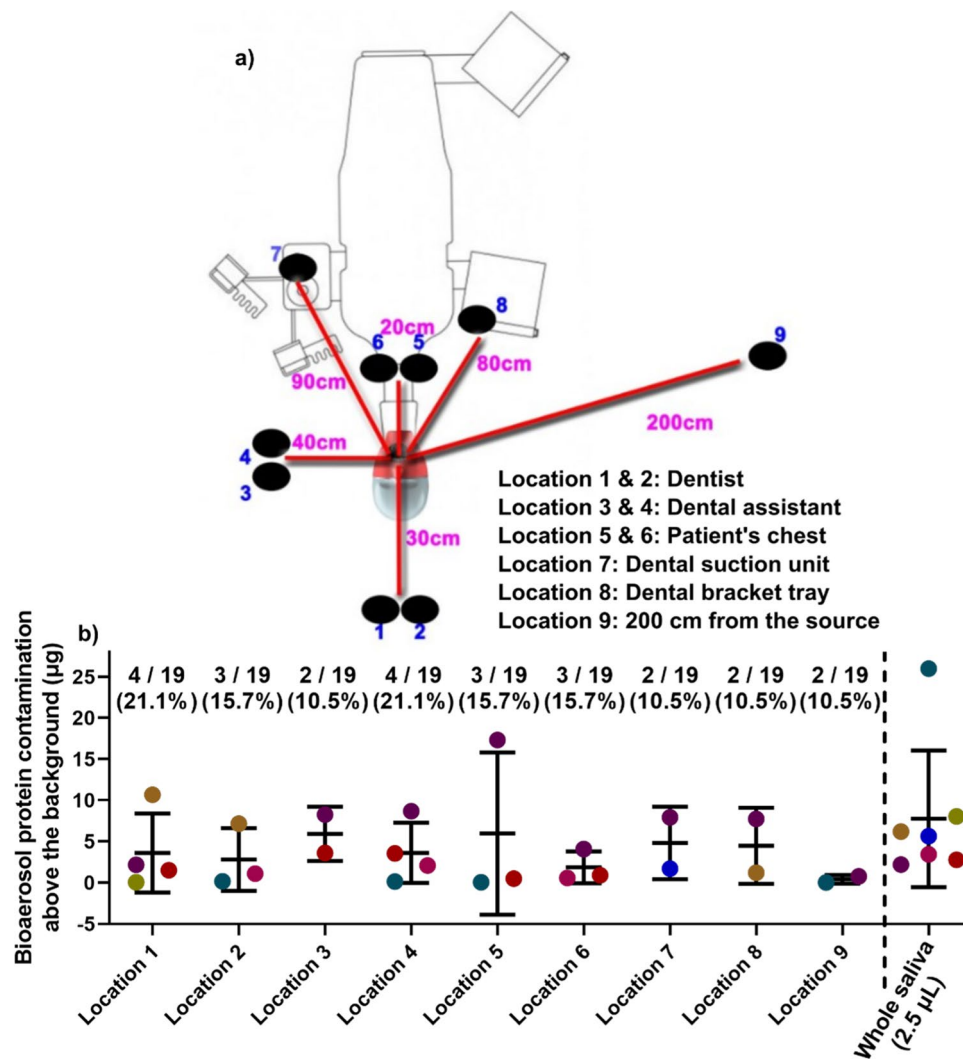 a)
7
8
20cm
6
5
9
90cm
80cm
200cm
4
40cm
3
30cm
Location 1 & 2: Dentist
Location 3 & 4: Dental assistant
Location 5 & 6: Patient's chest
Location 7: Dental suction unit
Location 8: Dental bracket tray
Location 9: 200 cm from the source
1
2
b)
Bioaerosol protein contamination
above the background (µg)
25
20
15
10
5
0
-5
4 / 19
(21.1%)
3 / 19
(15.7%)
2 / 19
(10.5%)
4 / 19
(21.1%)
3 / 19
(15.7%)
3 / 19
(15.7%)
2 / 19
(10.5%)
2 / 19
(10.5%)
2 / 19
(10.5%)
Location 1
Location 2
Location 3
Location 4
Location 5
Location 6
Location 7
Location 8
Location 9
Whole saliva
(2.5 µL)